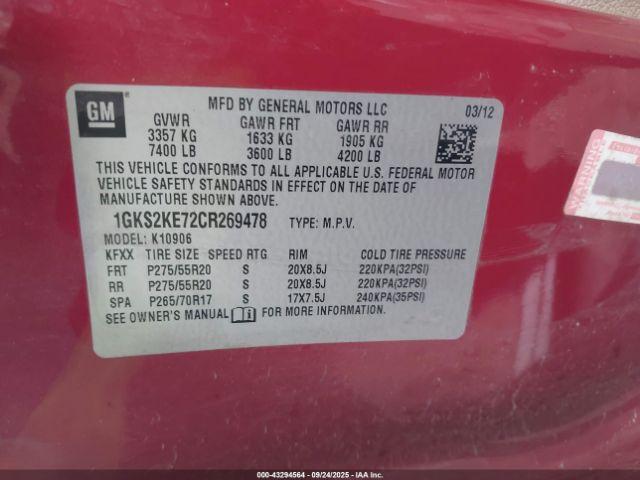 GM
MFD BY GENERAL MOTORS LLC 03/12
GVWR GAWR FRT GAWR RR
3357 KG 1633 KG 1905 KG
7400 LB 3600 LB 4200 LB
THIS VEHICLE CONFORMS TO ALL APPLICABLE U.S. FEDERAL MOTOR
VEHICLE SAFETY STANDARDS IN EFFECT ON THE DATE OF
MANUFACTURE SHOWN ABOVE.
1GKS2KE72CR269478 TYPE: M.P.V.
MODEL: K10906
KFXX TIRE SIZE SPEED RTG RIM COLD TIRE PRESSURE
FRT P275/55R20 S 20X8.5J 220KPA(32PSI)
RR P275/55R20 S 20X8.5J 220KPA(32PSI)
SPA P265/70R17 S 17X7.5J 240KPA(35PSI)
SEE OWNER'S MANUAL FOR MORE INFORMATION.
WARNING
000-43294564 - 09/24/2025 - IAAI.COM